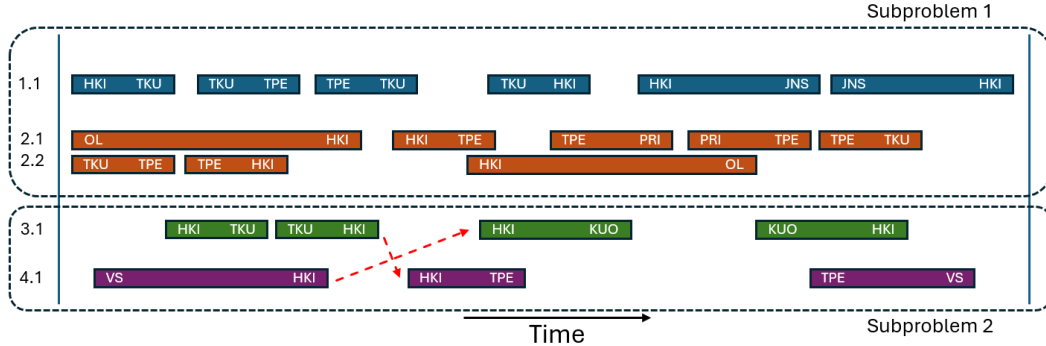 Subproblem 1
1.1 HKI TKU TKU TPE TPE TKU TKU HKI HKI JNS JNS HKI
2.1 OL HKI HKI TPE TPE PRI PRI TPE TPE TKU
2.2 TKU TPE TPE HKI HKI OL
3.1 HKI TKU TKU HKI HKI KUO KUO HKI
4.1 VS HKI HKI TPE TPE VS
Time
Subproblem 2